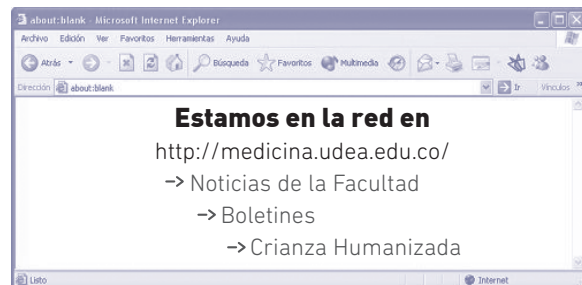 about:blank - Microsoft Internet Explorer
Archivo Edición Ver Favoritos Herramientas Ayuda
Atrás Búsqueda Favoritos Multimedia
Dirección about:blank Ir Vínculos »
Estamos en la red en
http://medicina.udea.edu.co/
-> Noticias de la Facultad
-> Boletines
-> Crianza Humanizada
Listo Internet